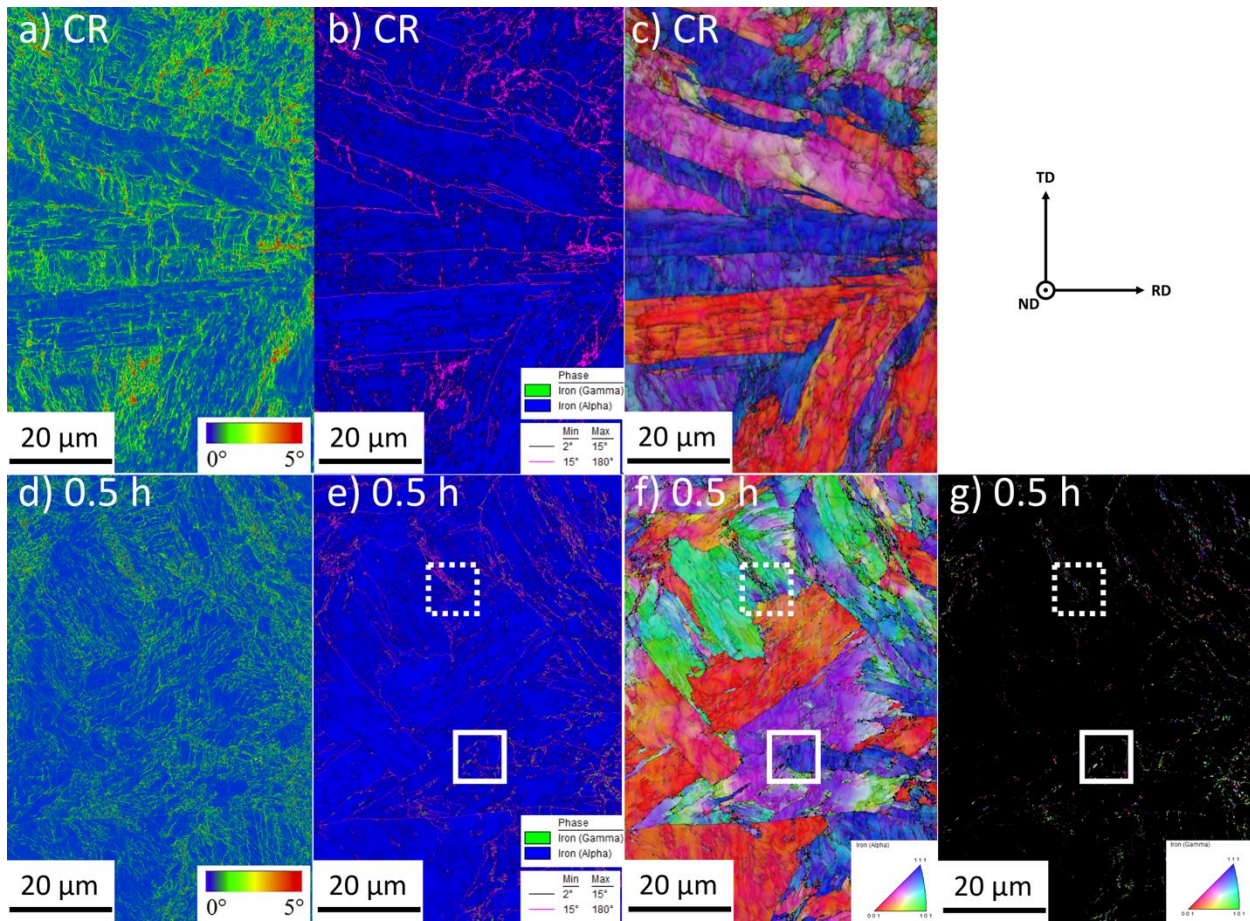 a) CR
b) CR
c) CR
TD
ND
RD
20 µm
0° 5°
20 µm
Phase
Iron (Gamma)
Iron (Alpha)
Min Max
2° 15°
15° 180°
20 µm
d) 0.5 h
e) 0.5 h
f) 0.5 h
g) 0.5 h
20 µm
0° 5°
20 µm
Phase
Iron (Gamma)
Iron (Alpha)
Min Max
2° 15°
15° 180°
20 µm
Iron (Alpha)
1 1 1
0 0 1 1 0 1
20 µm
Iron (Gamma)
1 1 1
0 0 1 1 0 1